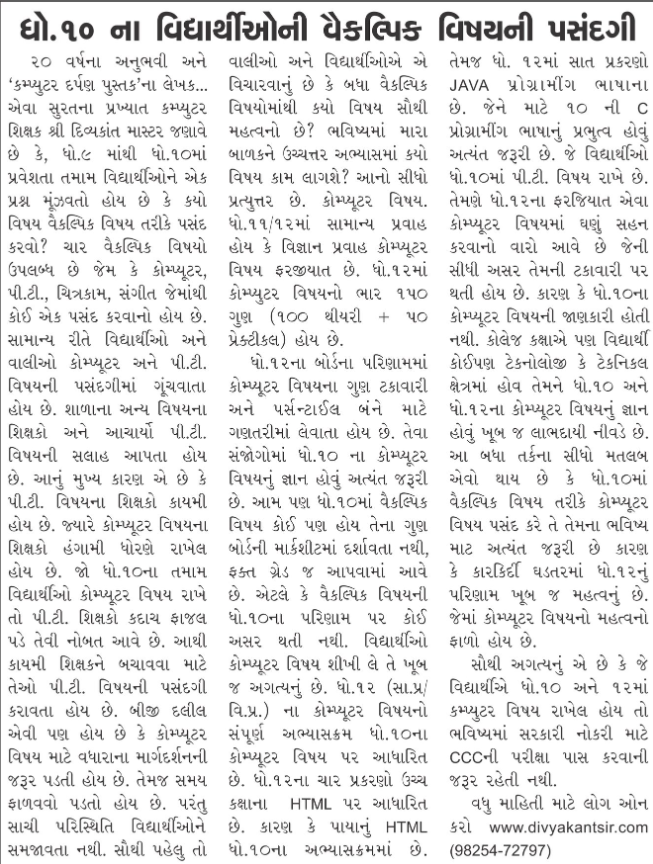 ધો.૧૦ ના વિદ્યાર્થીઓની વૈકલ્પિક વિષયની પસંદગી
૨૦ વર્ષના અનુભવી અને
‘કમ્પ્યુટર દર્પણ પુસ્તક’ના લેખક...
એવા સુરતના પ્રખ્યાત કમ્પ્યુટર
શિક્ષક શ્રી દિવ્યકાંત માસ્ટર જણાવે
છે કે, ધો.૯ માંથી ધો.૧૦માં
પ્રવેશતા તમામ વિદ્યાર્થીઓને એક
પ્રશ્ન મૂંઝવતો હોય છે કે કયો
વિષય વૈકલ્પિક વિષય તરીકે પસંદ
કરવો? ચાર વૈકલ્પિક વિષયો
ઉપલબ્ધ છે જેમ કે કોમ્પ્યૂટર,
પી.ટી., ચિત્રકામ, સંગીત જેમાંથી
કોઈ એક પસંદ કરવાનો હોય છે.
સામાન્ય રીતે વિદ્યાર્થીઓ અને
વાલીઓ કોમ્પ્યૂટર અને પી.ટી.
વિષયની પસંદગીમાં ગૂંચવાતા
હોય છે. શાળાના અન્ય વિષયના
શિક્ષકો અને આચાર્યો પી.ટી.
વિષયની સલાહ આપતા હોય
છે. આનું મુખ્ય કારણ એ છે કે
પી.ટી. વિષયના શિક્ષકો કાયમી
હોય છે. જ્યારે કોમ્પ્યૂટર વિષયના
શિક્ષકો હંગામી ધોરણે રાખેલ
હોય છે. જો ધો.૧૦ના તમામ
વિદ્યાર્થીઓ કોમ્પ્યૂટર વિષય રાખે
તો પી.ટી. શિક્ષકો કદાચ ફાજલ
પડે તેવી નોબત આવે છે. આથી
કાયમી શિક્ષકને બચાવવા માટે
તેઓ પી.ટી. વિષયની પસંદગી
કરાવતા હોય છે. બીજી દલીલ
એવી પણ હોય છે કે કોમ્પ્યૂટર
વિષય માટે વધારાના માર્ગદર્શનની
જરૂર પડતી હોય છે. તેમજ સમય
ફાળવવો પડતો હોય છે. પરંતુ
સાચી પરિસ્થિતિ વિદ્યાર્થીઓને
સમજાવતા નથી. સૌથી પહેલુ તો
વાલીઓ અને વિદ્યાર્થીઓએ એ
વિચારવાનું છે કે બધા વૈકલ્પિક
વિષયોમાંથી કયો વિષય સૌથી
મહત્વનો છે? ભવિષ્યમાં મારા
બાળકને ઉચ્ચત્તર અભ્યાસમાં કયો
વિષય કામ લાગશે? આનો સીધો
પ્રત્યુત્તર છે. કોમ્પ્યૂટર વિષય.
ધો.૧૧/૧૨માં સામાન્ય પ્રવાહ
હોય કે વિજ્ઞાન પ્રવાહ કોમ્પ્યૂટર
વિષય ફરજીયાત છે. ધો.૧૨માં
કોમ્પ્યુટર વિષયનો ભાર ૧૫૦
ગુણ (૧૦૦ થીયરી + ૫૦
પ્રેક્ટીકલ) હોય છે.
ધો.૧૨ના બોર્ડના પરિણામમાં
કોમ્પ્યૂટર વિષયના ગુણ ટકાવારી
અને પર્સન્ટાઈલ બંને માટે
ગણતરીમાં લેવાતા હોય છે. તેવા
સંજોગોમાં ધો.૧૦ ના કોમ્પ્યૂટર
વિષયનું જ્ઞાન હોવું અત્યંત જરૂરી
છે. આમ પણ ધો.૧૦માં વૈકલ્પિક
વિષય કોઈ પણ હોય તેના ગુણ
બોર્ડની માર્કશીટમાં દર્શાવતા નથી,
ફક્ત ગ્રેડ જ આપવામાં આવે
છે. એટલે કે વૈકલ્પિક વિષયની
ધો.૧૦ના પરિણામ પર કોઈ
અસર થતી નથી. વિદ્યાર્થીઓ
કોમ્પ્યૂટર વિષય શીખી લે તે ખૂબ
જ અગત્યનું છે. ધો.૧૨ (સા.પ્ર/
વિ.પ્ર.) ના કોમ્પ્યૂટર વિષયનો
સંપૂર્ણ અભ્યાસક્રમ ધો.૧૦ના
કોમ્પ્યૂટર વિષય પર આધારિત
છે. ધો.૧૨ના ચાર પ્રકરણો ઉચ્ચ
કક્ષાના HTML પર આધારિત
છે. કારણ કે પાયાનું HTML
ધો.૧૦ના અભ્યાસક્રમમાં છે.
તેમજ ધો. ૧૨માં સાત પ્રકરણો
JAVA પ્રોગ્રામીંગ ભાષાના
છે. જેને માટે ૧૦ ની C
પ્રોગ્રામીંગ ભાષાનું પ્રભુત્વ હોવું
અત્યંત જરૂરી છે. જે વિદ્યાર્થીઓ
ધો.૧૦માં પી.ટી. વિષય રાખે છે.
તેમણે ધો.૧૨ના ફરજિયાત એવા
કોમ્પ્યૂટર વિષયમાં ઘણું સહન
કરવાનો વારો આવે છે જેની
સીધી અસર તેમની ટકાવારી પર
થતી હોય છે. કારણ કે ધો.૧૦ના
કોમ્પ્યૂટર વિષયની જાણકારી હોતી
નથી. કોલેજ કક્ષાએ પણ વિદ્યાર્થી
કોઈપણ ટેકનોલોજી કે ટેકનિકલ
ક્ષેત્રમાં હોવ તેમને ધો.૧૦ અને
ધો.૧૨ના કોમ્પ્યૂટર વિષયનું જ્ઞાન
હોવું ખૂબ જ લાભદાયી નીવડે છે.
આ બધા તર્કના સીધો મતલબ
એવો થાય છે કે ધો.૧૦માં
વૈકલ્પિક વિષય તરીકે કોમ્પ્યૂટર
વિષય પસંદ કરે તે તેમના ભવિષ્ય
માટ અત્યંત જરૂરી છે કારણ
કે કારકિર્દી ઘડતરમાં ધો.૧૨નું
પરિણામ ખૂબ જ મહત્વનું છે.
જેમાં કોમ્પ્યૂટર વિષયનો મહત્વનો
ફાળો હોય છે.
સૌથી અગત્યનું એ છે કે જે
વિદ્યાર્થીએ ધો.૧૦ અને ૧૨માં
કમ્પ્યુટર વિષય રાખેલ હોય તો
ભવિષ્યમાં સરકારી નોકરી માટે
CCCની પરીક્ષા પાસ કરવાની
જરૂર રહેતી નથી.
વધુ માહિતી માટે લોગ ઓન
કરો www.divyakantsir.com
(98254-72797)